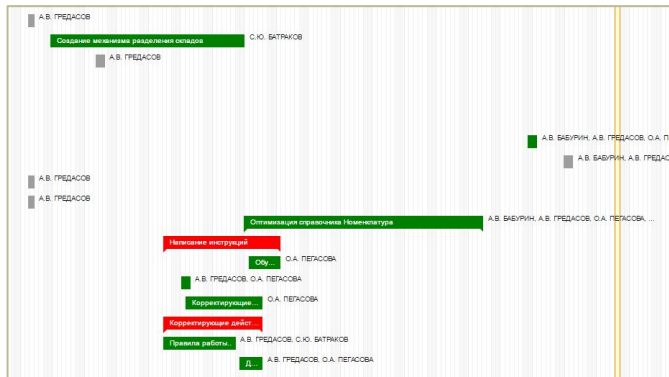 А.В. ГРЕДАСОВ
Создание механизма разделения складов С.Ю. БАТРАКОВ
А.В. ГРЕДАСОВ
А.В. БАБУРИН, А.В. ГРЕДАСОВ, О.А. П
А.В. БАБУРИН, А.В. ГРЕДАС
А.В. ГРЕДАСОВ
А.В. ГРЕДАСОВ
Оптимизация справочника Номенклатура А.В. БАБУРИН, А.В. ГРЕДАСОВ, О.А. ПЕГАСОВА, ...
Написание инструкций
Обу... О.А. ПЕГАСОВА
А.В. ГРЕДАСОВ, О.А. ПЕГАСОВА
Корректирующие... О.А. ПЕГАСОВА
Корректирующие дейст...
Правила работы... А.В. ГРЕДАСОВ, С.Ю. БАТРАКОВ
Д... А.В. ГРЕДАСОВ, О.А. ПЕГАСОВА